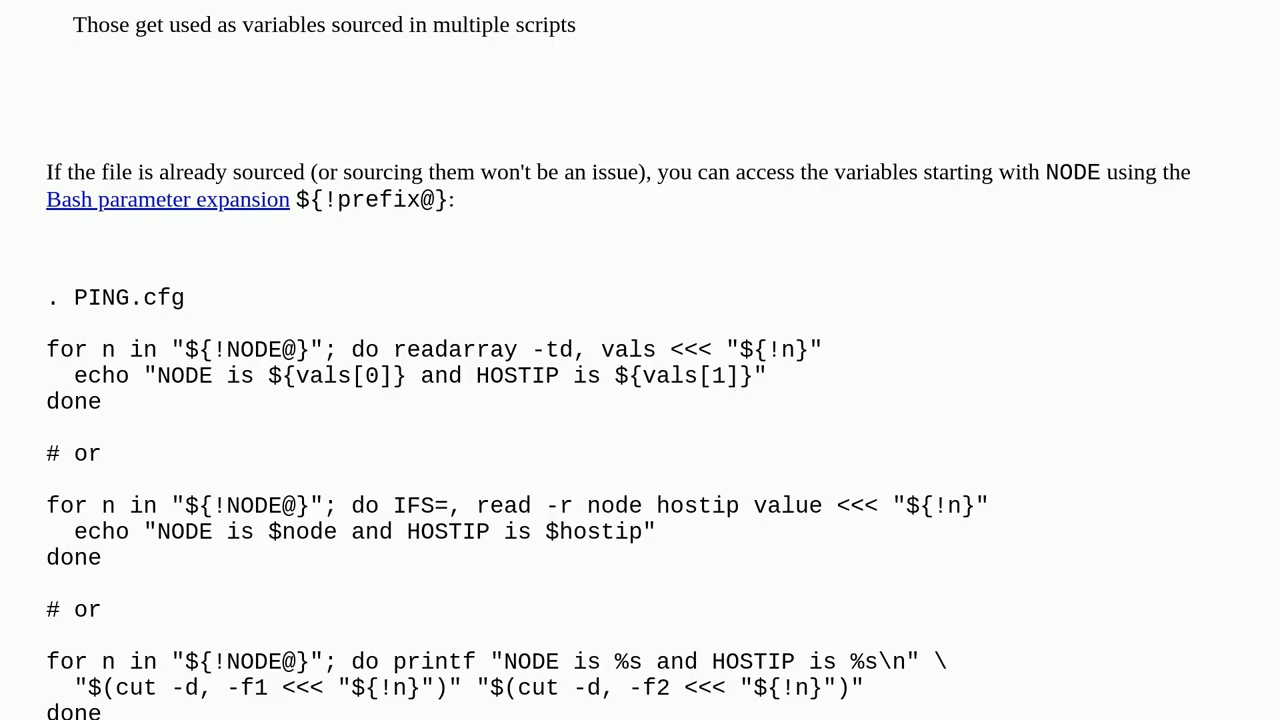 Those get used as variables sourced in multiple scripts
If the file is already sourced (or sourcing them won't be an issue), you can access the variables starting with NODE using the
Bash parameter expansion ${!prefix@}:
. PING.cfg
for n in "${!NODE@}"; do readarray -td, vals <<< "${!n}"
  echo "NODE is ${vals[0]} and HOSTIP is ${vals[1]}"
done
# or
for n in "${!NODE@}"; do IFS=, read -r node hostip value <<< "${!n}"
  echo "NODE is $node and HOSTIP is $hostip"
done
# or
for n in "${!NODE@}"; do printf "NODE is %s and HOSTIP is %s\n" \
  "$(cut -d, -f1 <<< "${!n}")" "$(cut -d, -f2 <<< "${!n}")"
done